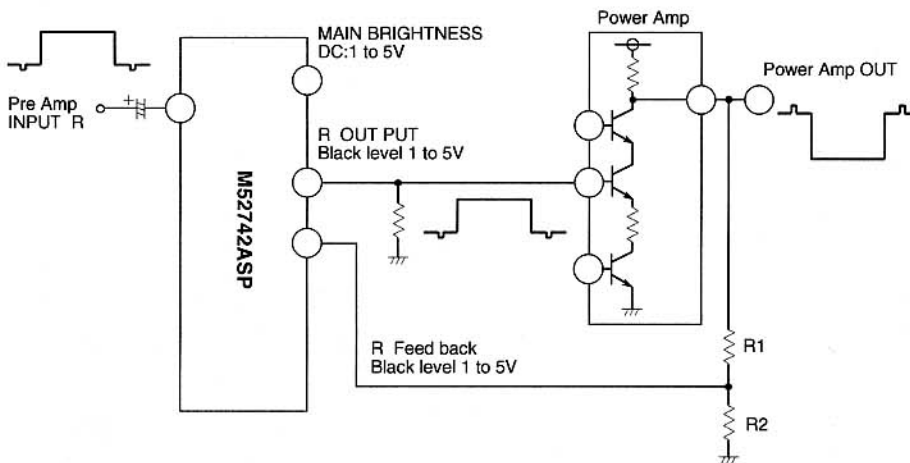 Power Amp
MAIN BRIGHTNESS
DC:1 to 5V
Power Amp OUT
+
Pre Amp
INPUT R
R OUT PUT
Black level 1 to 5V
M52742ASP
R Feed back
Black level 1 to 5V
R1
R2